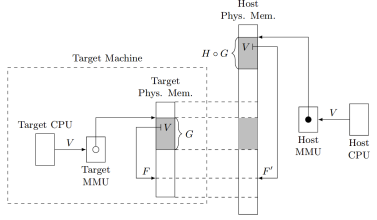 Host
Phys. Mem.
V
H ∘ G
Target Machine
Target
Phys. Mem.
V
G
Target CPU
V
Target
MMU
F
F′
Host
MMU
V
Host
CPU